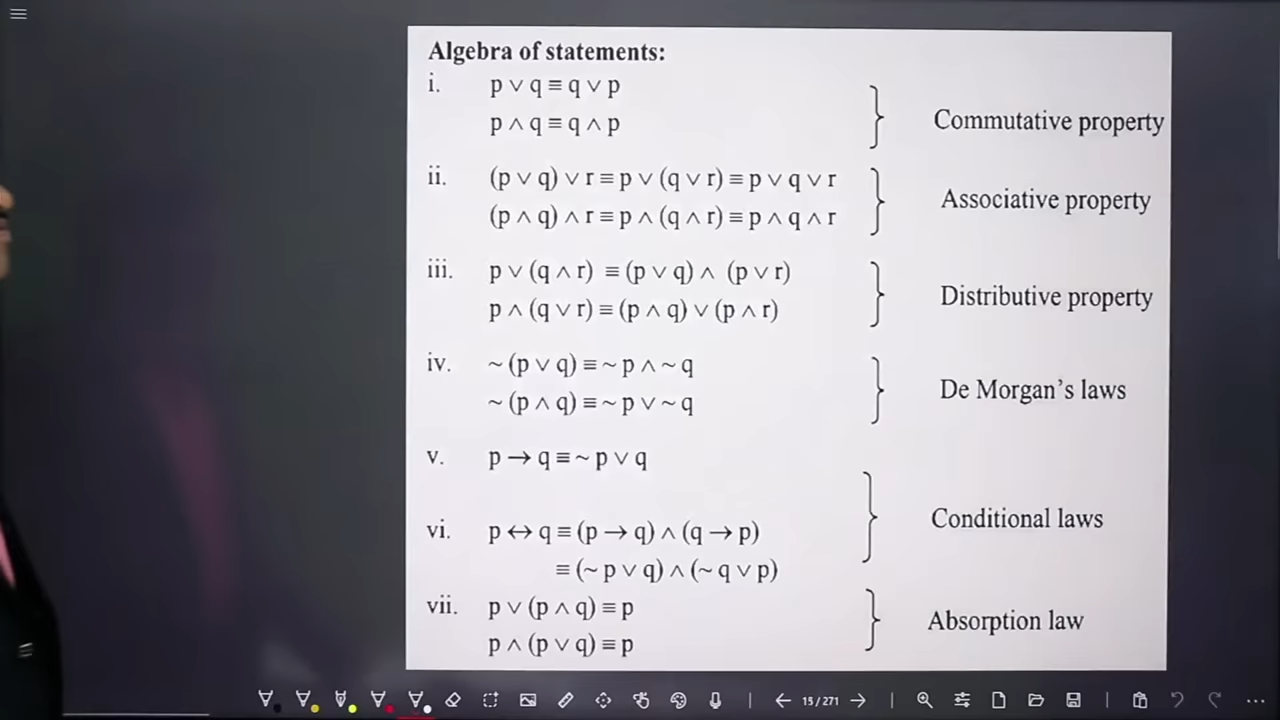 Algebra of statements:
i. p ∨ q ≡ q ∨ p
p ∧ q ≡ q ∧ p
Commutative property
ii. (p ∨ q) ∨ r ≡ p ∨ (q ∨ r) ≡ p ∨ q ∨ r
(p ∧ q) ∧ r ≡ p ∧ (q ∧ r) ≡ p ∧ q ∧ r
Associative property
iii. p ∨ (q ∧ r) ≡ (p ∨ q) ∧ (p ∨ r)
p ∧ (q ∨ r) ≡ (p ∧ q) ∨ (p ∧ r)
Distributive property
iv. ~ (p ∨ q) ≡ ~ p ∧ ~ q
~ (p ∧ q) ≡ ~ p ∨ ~ q
De Morgan's laws
v. p → q ≡ ~ p ∨ q
Conditional laws
vi. p ↔ q ≡ (p → q) ∧ (q → p)
≡ (~ p ∨ q) ∧ (~ q ∨ p)
vii. p ∨ (p ∧ q) ≡ p
p ∧ (p ∨ q) ≡ p
Absorption law
15 / 271